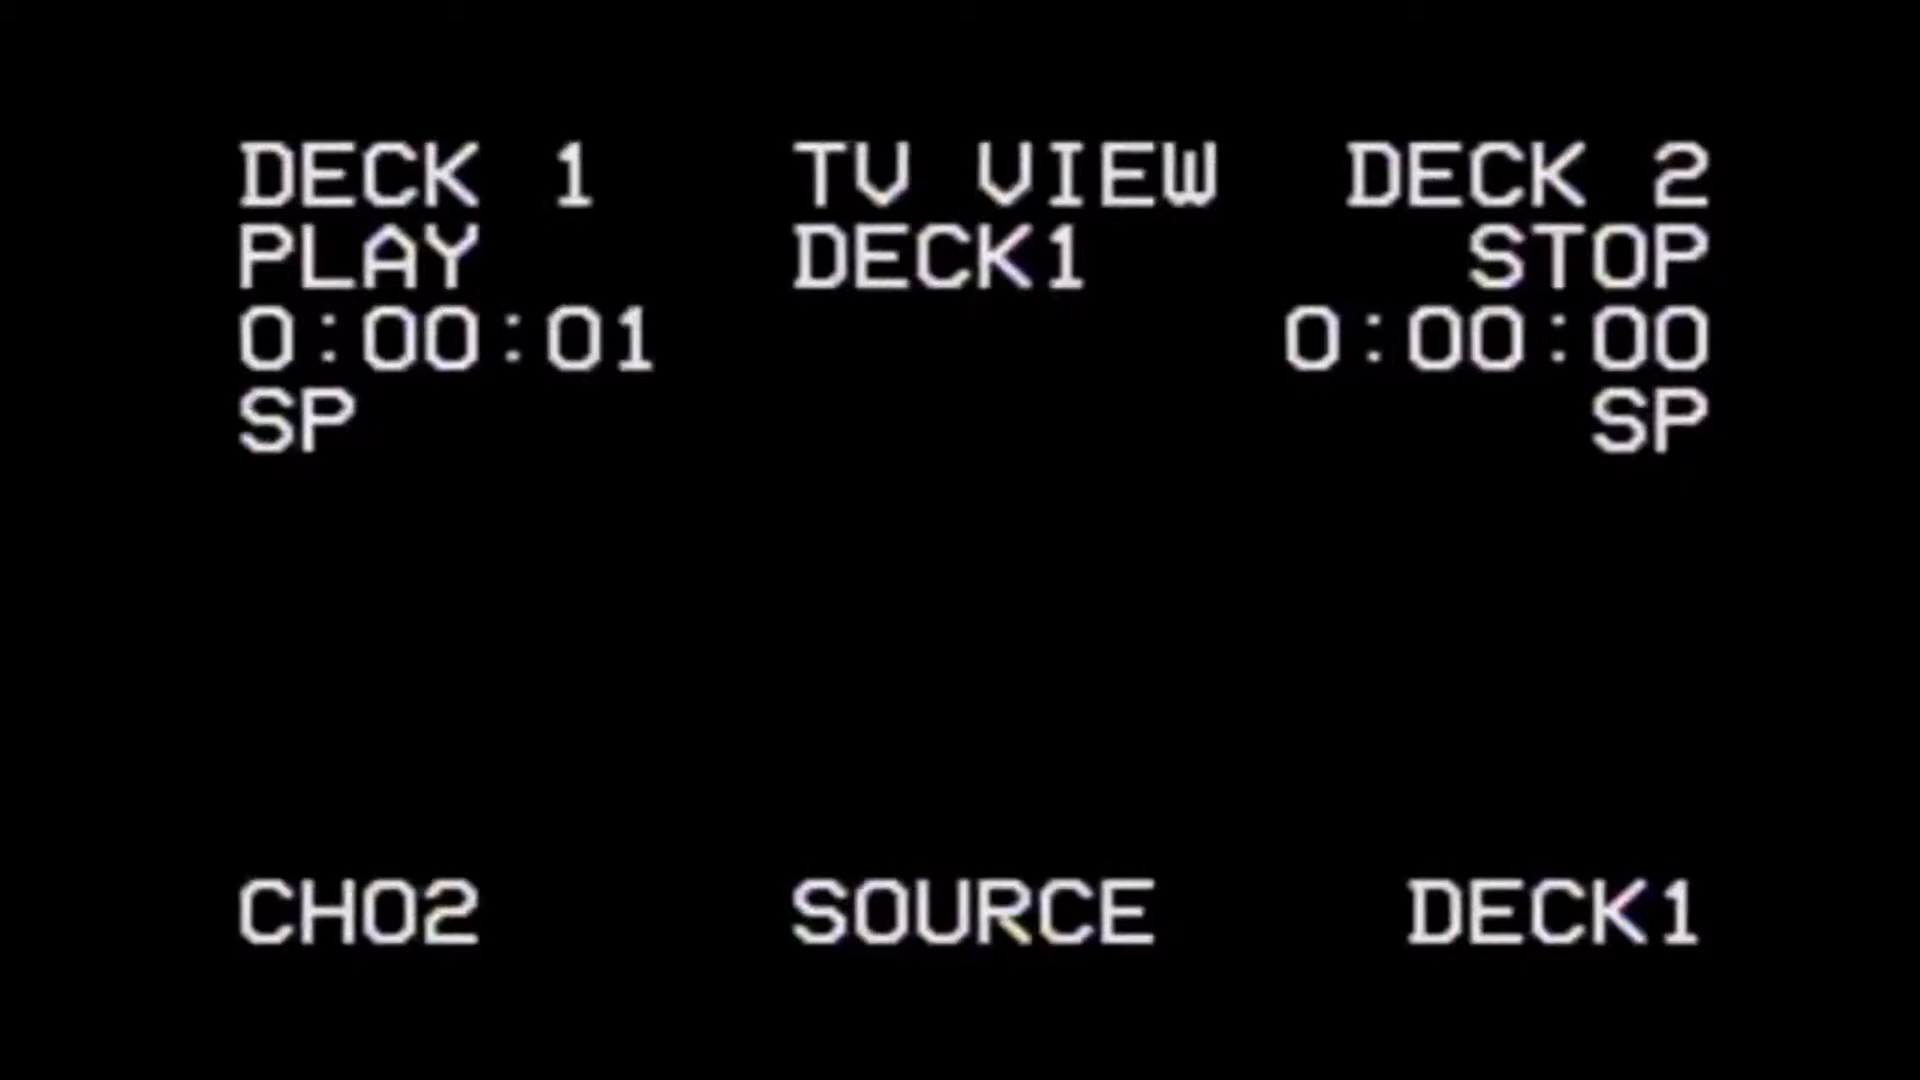 DECK 1 TV VIEW DECK 2
PLAY DECK1 STOP
0:00:01 0:00:00
SP SP
CH02 SOURCE DECK1